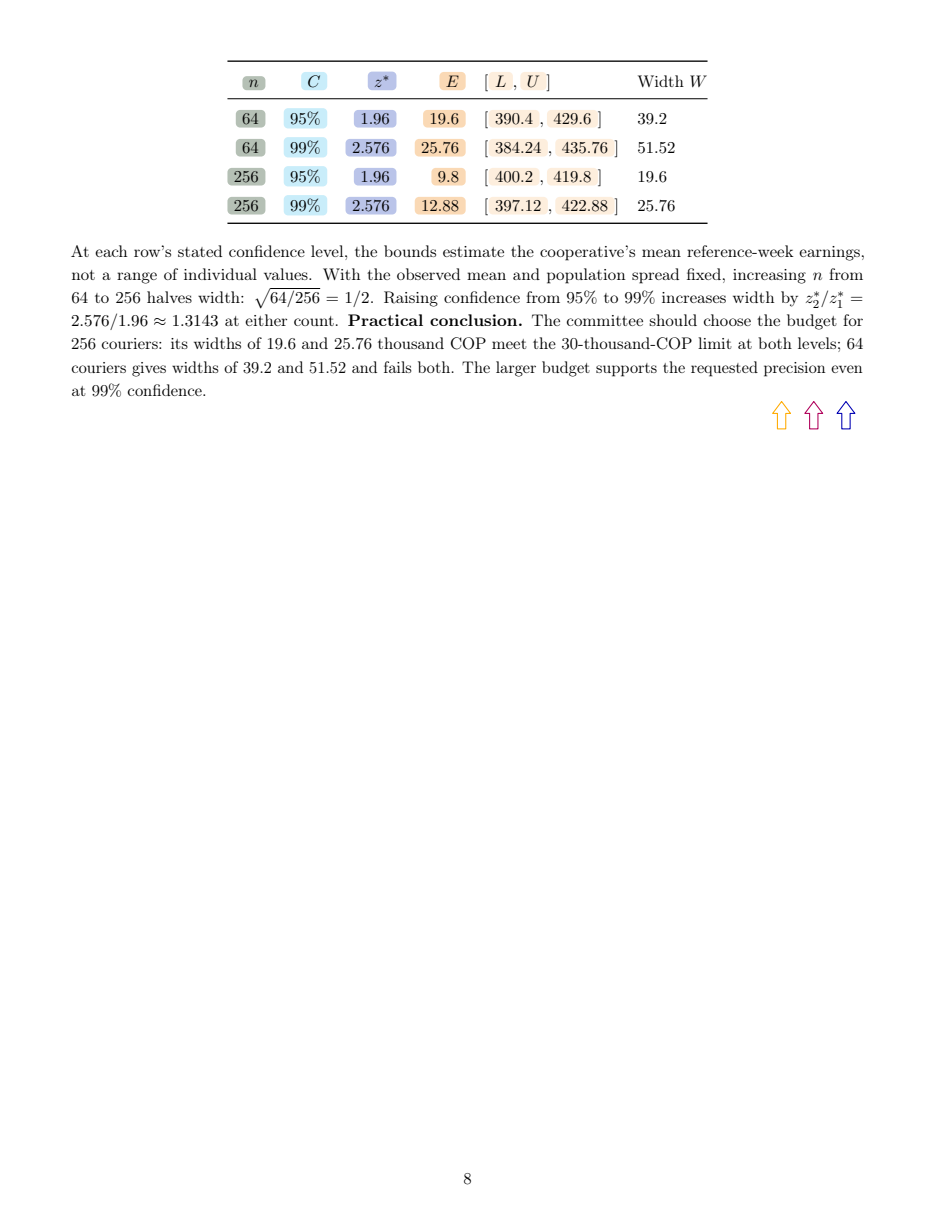 n C z* E [ L , U ] Width W
64 95% 1.96 19.6 [ 390.4 , 429.6 ] 39.2
64 99% 2.576 25.76 [ 384.24 , 435.76 ] 51.52
256 95% 1.96 9.8 [ 400.2 , 419.8 ] 19.6
256 99% 2.576 12.88 [ 397.12 , 422.88 ] 25.76
At each row's stated confidence level, the bounds estimate the cooperative's mean reference-week earnings,
not a range of individual values. With the observed mean and population spread fixed, increasing n from
64 to 256 halves width: √64/256 = 1/2. Raising confidence from 95% to 99% increases width by z₂*/z₁* =
2.576/1.96 ≈ 1.3143 at either count. Practical conclusion. The committee should choose the budget for
256 couriers: its widths of 19.6 and 25.76 thousand COP meet the 30-thousand-COP limit at both levels; 64
couriers gives widths of 39.2 and 51.52 and fails both. The larger budget supports the requested precision even
at 99% confidence.
8